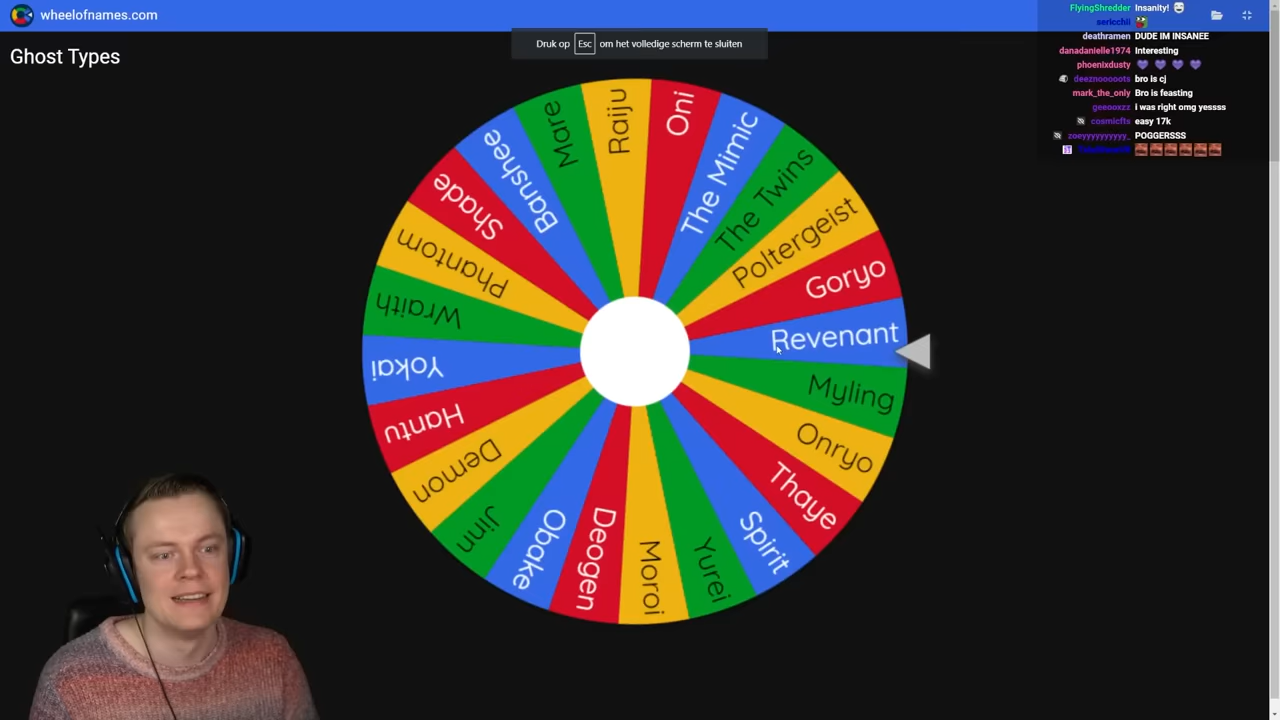 wheelofnames.com
Ghost Types
Druk op Esc om het volledige scherm te sluiten
FlyingShredder Insanity!
aericchii
deathramen DUDE IM INSANEE
danadanielle1974 Interesting
phoenixdusty
deeznooooots bro is cj
mark_the_only Bro is feasting
geeooxzz i was right omg yessss
cosmicfts easy 17k
zoeyyyyyyyyyy_ POGGERSSS
Raiju
Oni
The Mimic
The Twins
Poltergeist
Goryo
Revenant
Myling
Onryo
Thaye
Spirit
Yurei
Moroi
Deogen
Obake
Jinn
Demon
Hantu
Yokai
Wraith
Phantom
Shade
Banshee
Mare